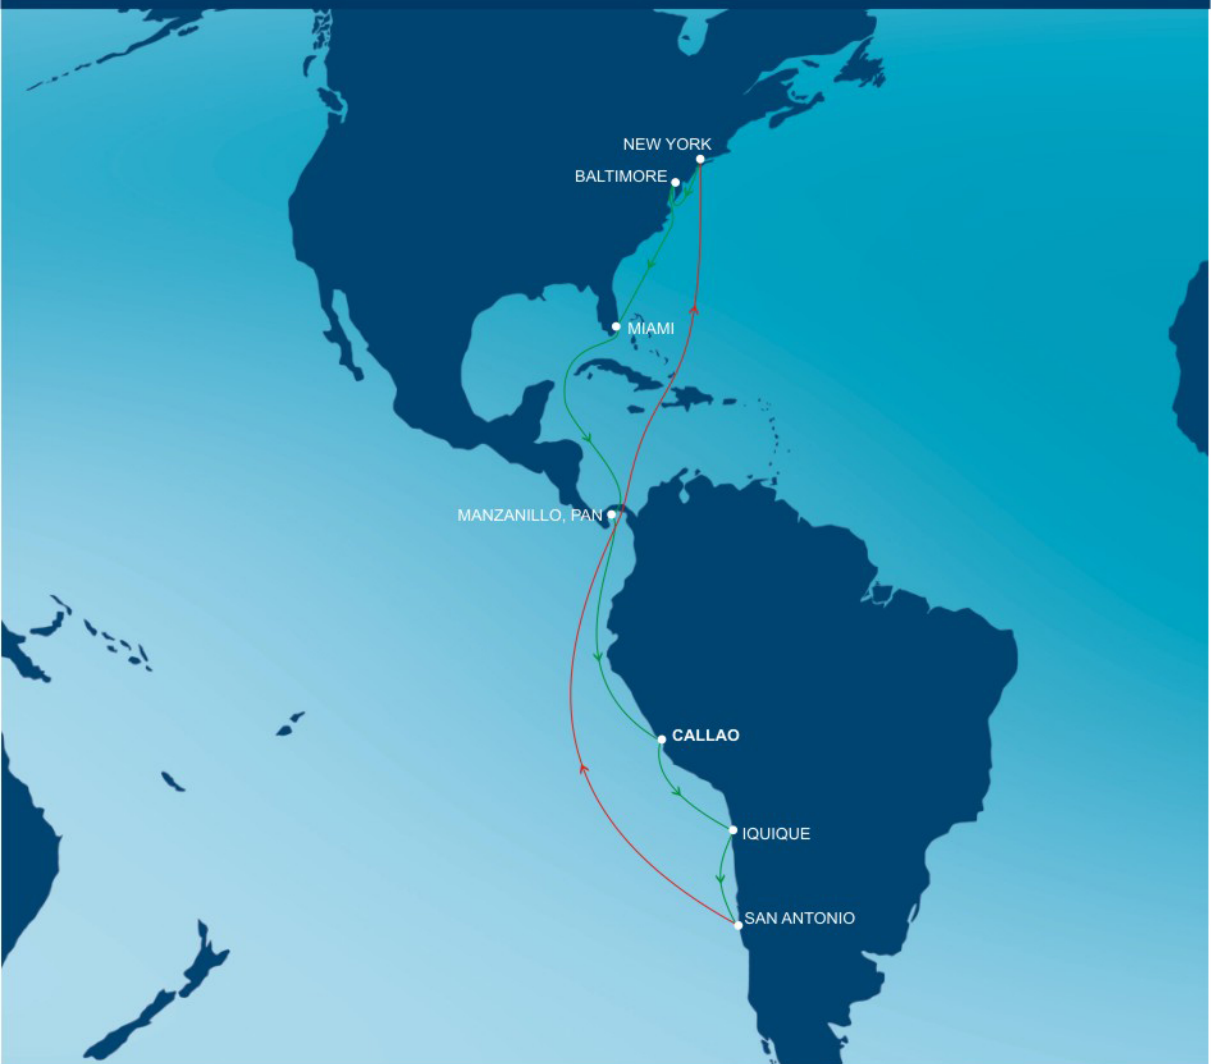 NEW YORK
BALTIMORE
MIAMI
MANZANILLO, PAN
CALLAO
IQUIQUE
SAN ANTONIO